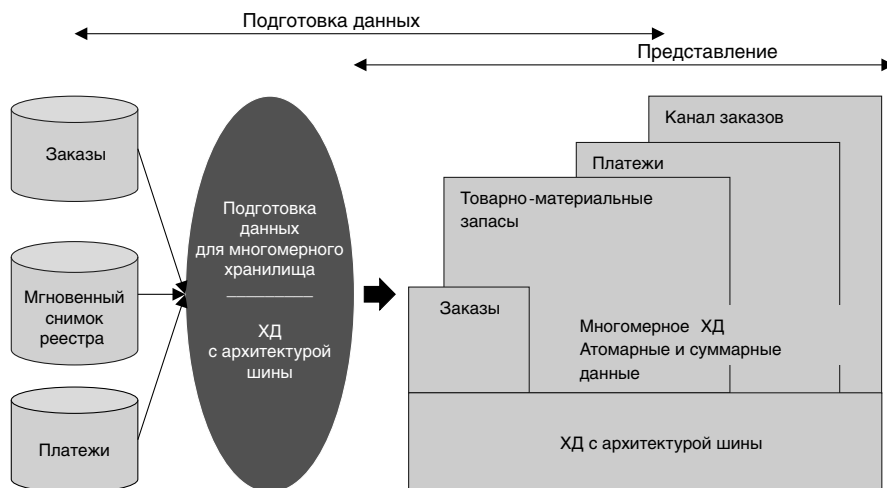 Подготовка данных
Представление
Заказы
Мгновенный
снимок
реестра
Платежи
Подготовка
данных
для многомерного
хранилища
ХД
с архитектурой
шины
Канал заказов
Платежи
Товарно-материальные
запасы
Заказы
Многомерное ХД
Атомарные и суммарные
данные
ХД с архитектурой шины